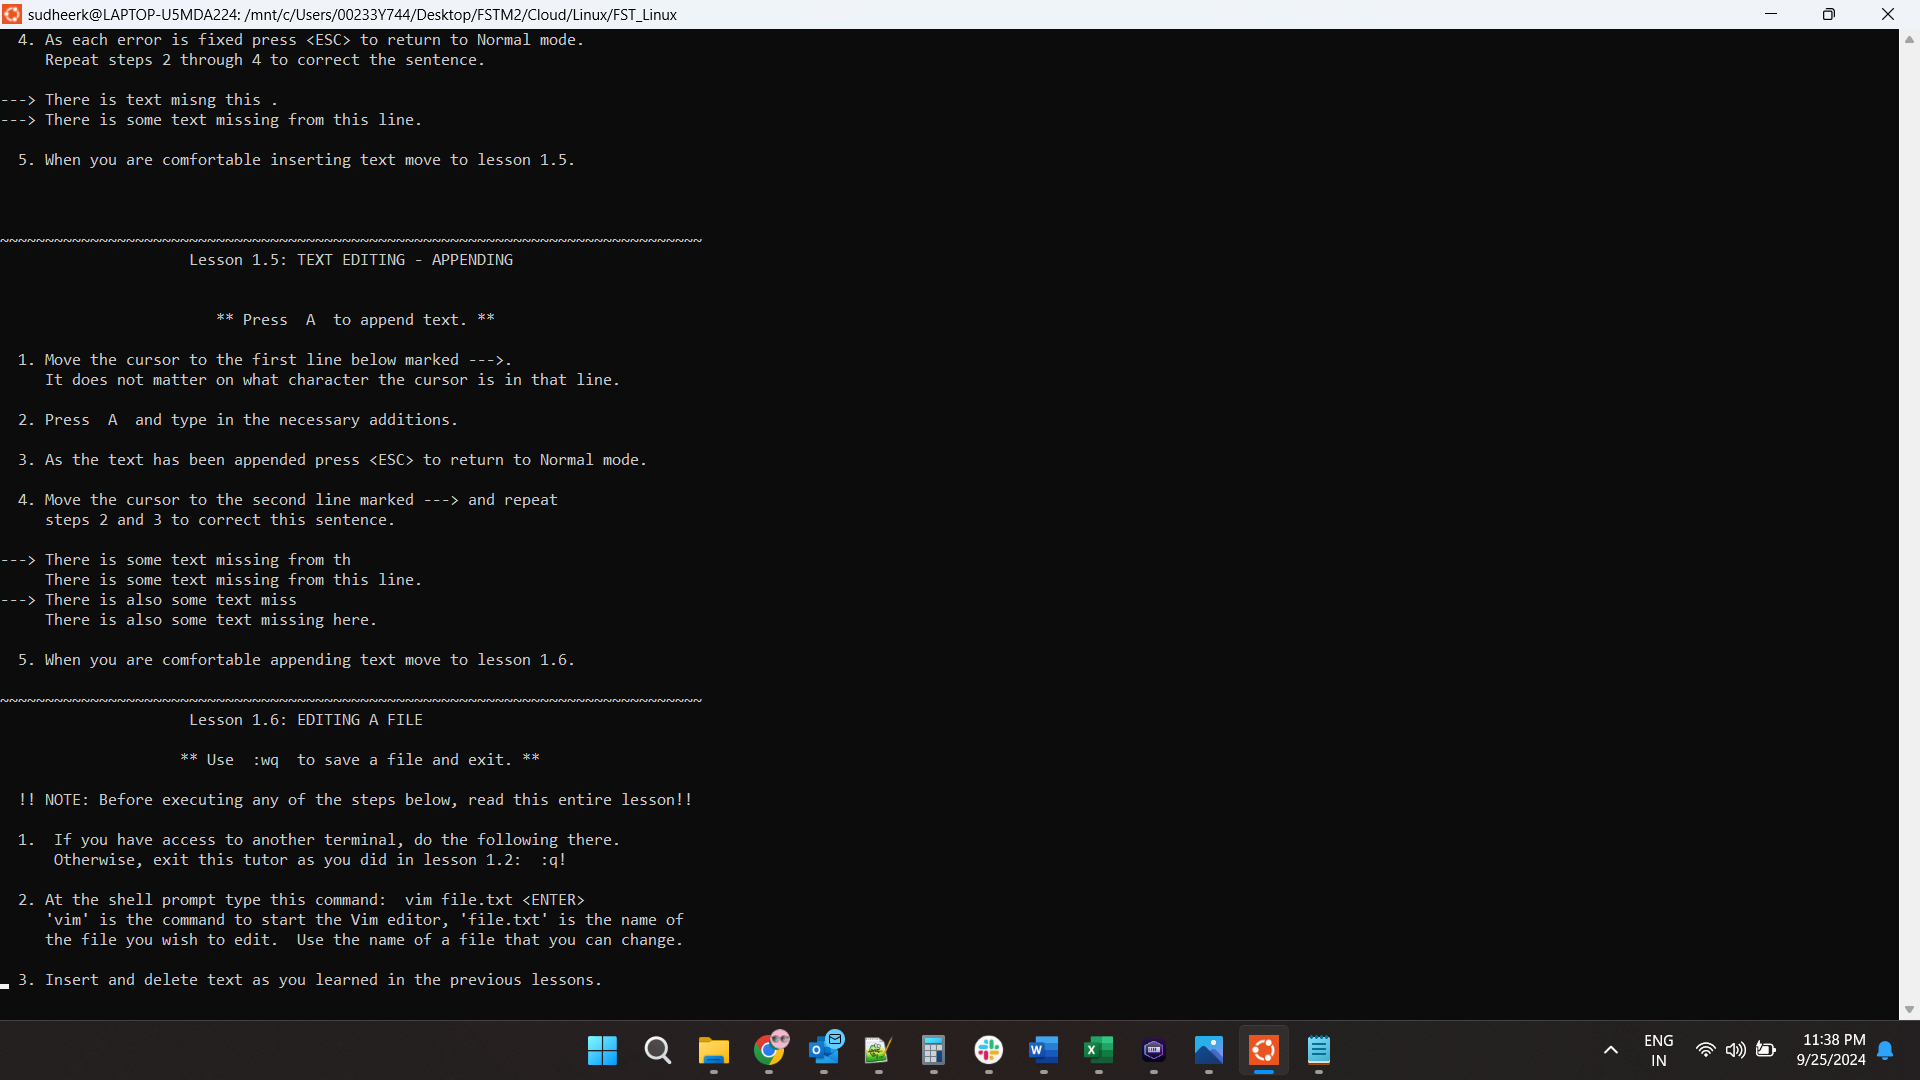 sudheerk@LAPTOP-U5MDA224: /mnt/c/Users/00233Y744/Desktop/FSTM2/Cloud/Linux/FST_Linux
4. As each error is fixed press <ESC> to return to Normal mode.
Repeat steps 2 through 4 to correct the sentence.
---> There is text misng this .
---> There is some text missing from this line.
5. When you are comfortable inserting text move to lesson 1.5.
~~~~~~~~~~~~~~~~~~~~~~~~~~~~~~~~~~~~~~~~~~~~~~~~~~~~~~~~~~~~~~~~~~~~~~~~~~~~~~
Lesson 1.5: TEXT EDITING - APPENDING
** Press  A  to append text. **
1. Move the cursor to the first line below marked --->.
It does not matter on what character the cursor is in that line.
2. Press  A  and type in the necessary additions.
3. As the text has been appended press <ESC> to return to Normal mode.
4. Move the cursor to the second line marked ---> and repeat
steps 2 and 3 to correct this sentence.
---> There is some text missing from th
There is some text missing from this line.
---> There is also some text miss
There is also some text missing here.
5. When you are comfortable appending text move to lesson 1.6.
~~~~~~~~~~~~~~~~~~~~~~~~~~~~~~~~~~~~~~~~~~~~~~~~~~~~~~~~~~~~~~~~~~~~~~~~~~~~~~
Lesson 1.6: EDITING A FILE
** Use  :wq  to save a file and exit. **
!! NOTE: Before executing any of the steps below, read this entire lesson!!
1.  If you have access to another terminal, do the following there.
Otherwise, exit this tutor as you did in lesson 1.2:  :q!
2. At the shell prompt type this command:  vim file.txt <ENTER>
'vim' is the command to start the Vim editor, 'file.txt' is the name of
the file you wish to edit.  Use the name of a file that you can change.
3. Insert and delete text as you learned in the previous lessons.
ENG
IN
11:38 PM
9/25/2024